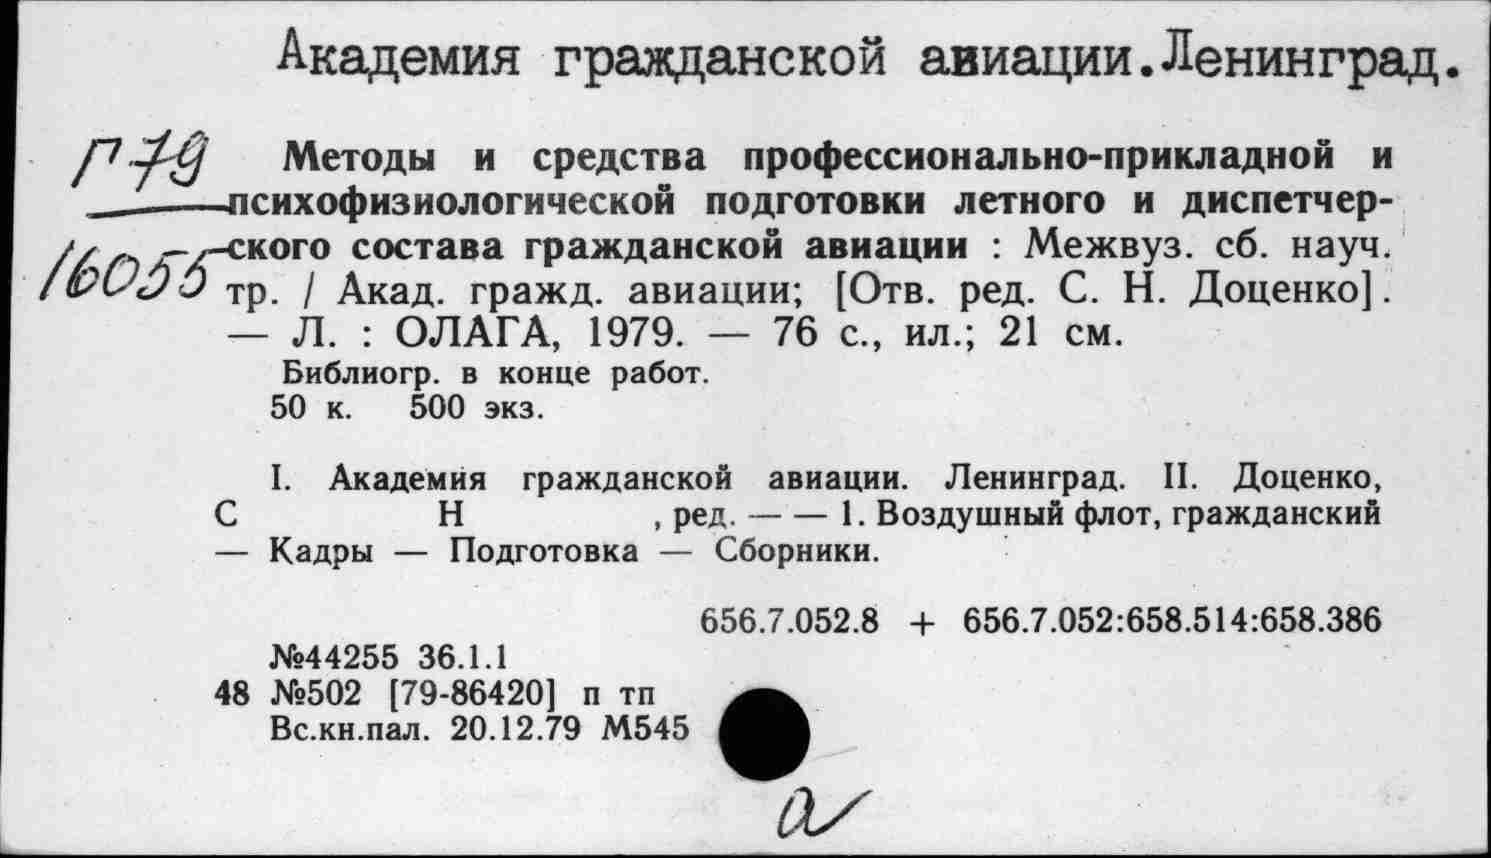 Академия гражданской авиации.Ленинград.
П79
Методы и средства профессионально-прикладной и
психофизиологической подготовки летного и диспетчер-
ского состава гражданской авиации : Межвуз. сб. науч.
16055
тр. / Акад. гражд. авиации; [Отв. ред. С. Н. Доценко].
— Л. : ОЛАГА, 1979. — 76 с., ил.; 21 см.
Библиогр. в конце работ.
50 к. 500 экз.
I. Академия гражданской авиации. Ленинград. II. Доценко,
С Н , ред. — — 1. Воздушный флот, гражданский
— Кадры — Подготовка — Сборники.
656.7.052.8 + 656.7.052:658.514:658.386
№44255 36.1.1
48 №502 [79-86420] п тп
Вс.кн.пал. 20.12.79 М545